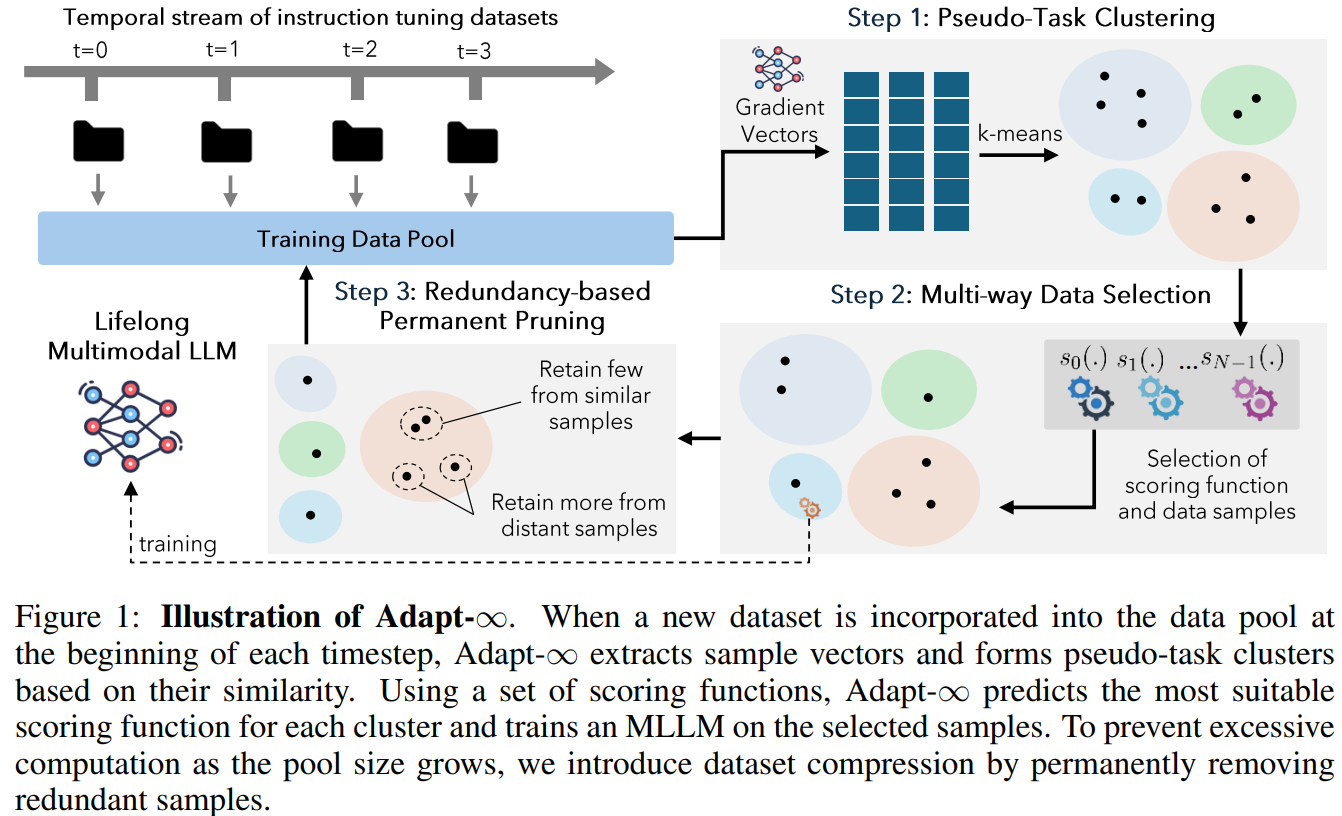 Temporal stream of instruction tuning datasets
t=0 t=1 t=2 t=3
Training Data Pool
Step 1: Pseudo-Task Clustering
Gradient
Vectors
k-means
Step 2: Multi-way Data Selection
s₀(.) s₁(.) ...s_{N−1}(.)
Selection of
scoring function
and data samples
Step 3: Redundancy-based
Permanent Pruning
Retain few
from similar
samples
Retain more from
distant samples
Lifelong
Multimodal LLM
training
Figure 1: Illustration of Adapt-∞. When a new dataset is incorporated into the data pool at
the beginning of each timestep, Adapt-∞ extracts sample vectors and forms pseudo-task clusters
based on their similarity. Using a set of scoring functions, Adapt-∞ predicts the most suitable
scoring function for each cluster and trains an MLLM on the selected samples. To prevent excessive
computation as the pool size grows, we introduce dataset compression by permanently removing
redundant samples.